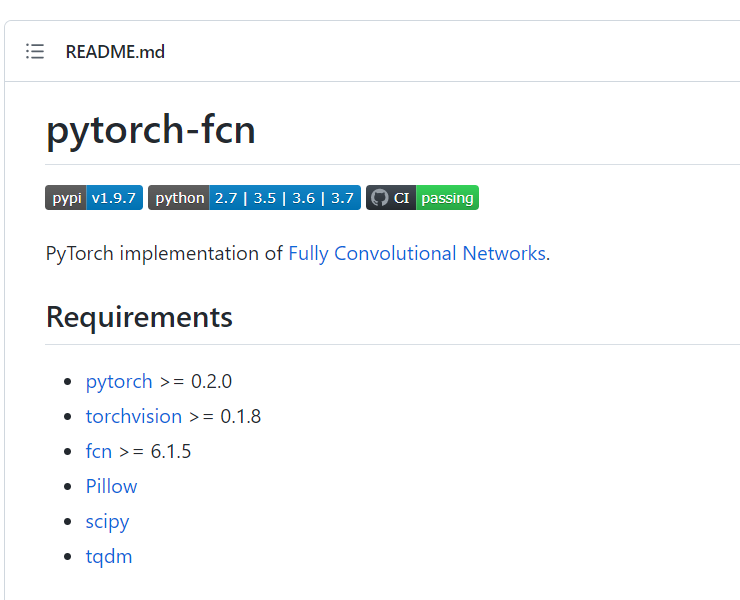 README.md
pytorch-fcn
pypi v1.9.7 python 2.7 | 3.5 | 3.6 | 3.7 CI passing
PyTorch implementation of Fully Convolutional Networks.
Requirements
pytorch >= 0.2.0
torchvision >= 0.1.8
fcn >= 6.1.5
Pillow
scipy
tqdm